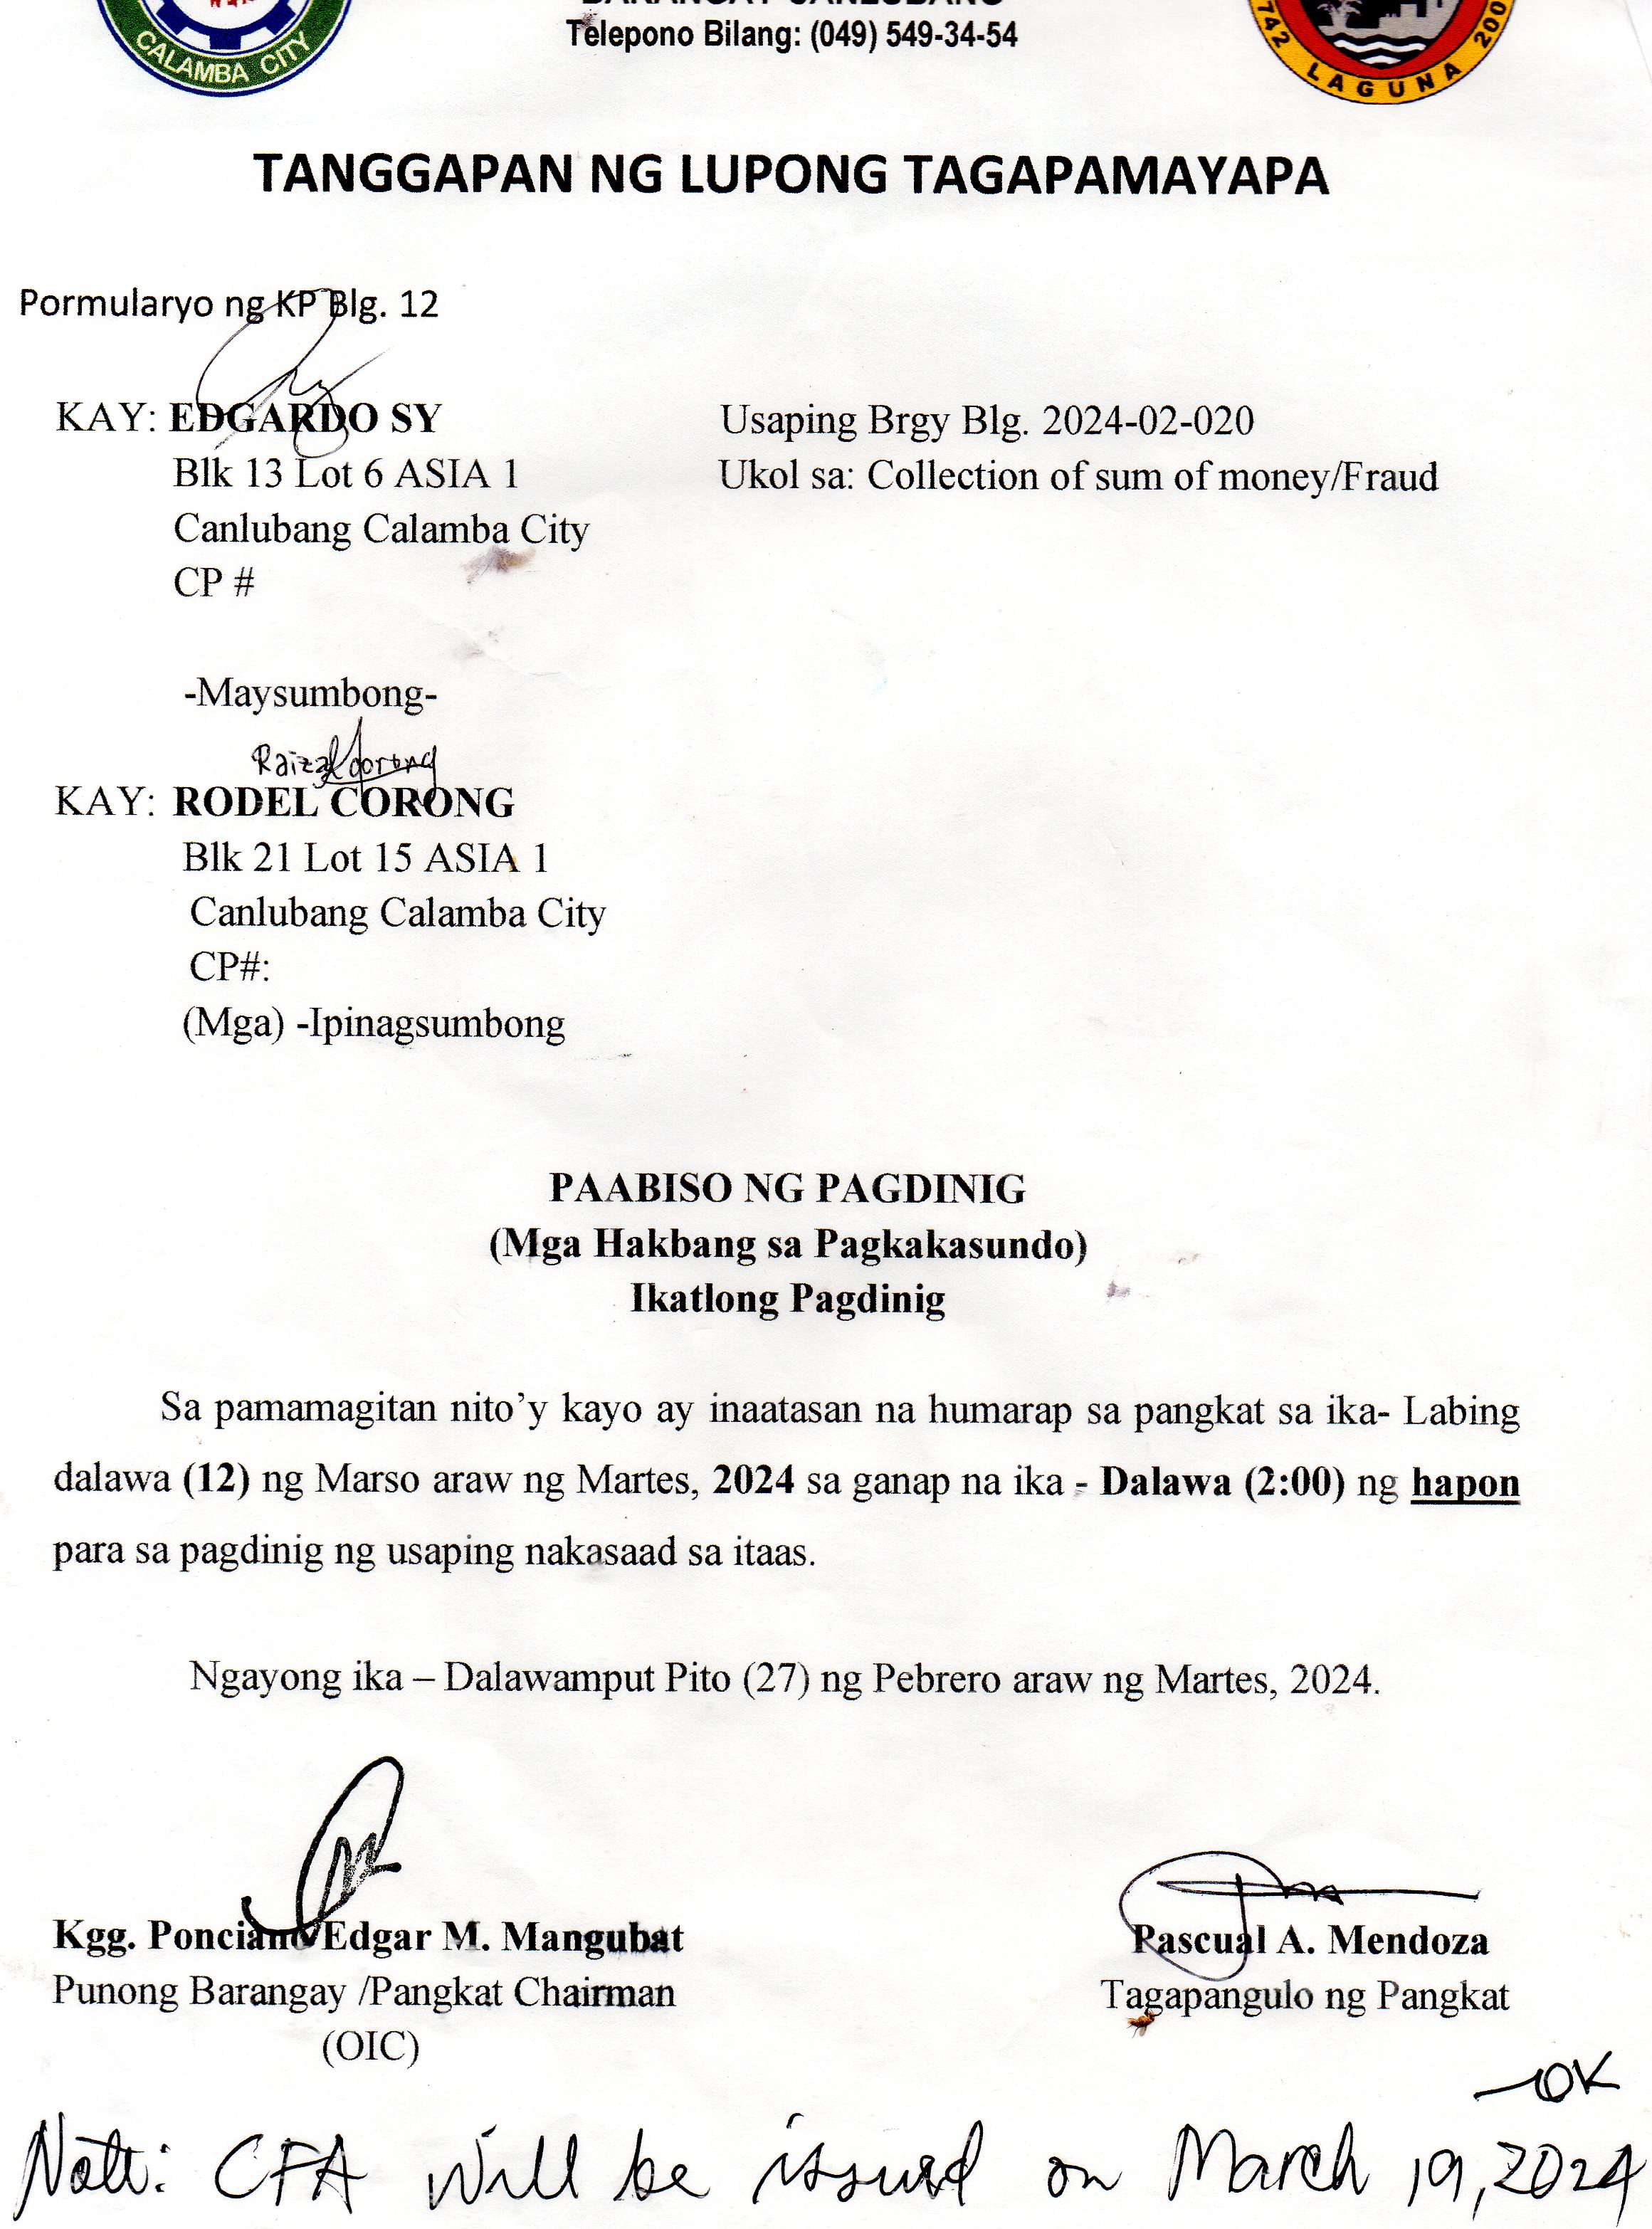 CALAMBA CITY
Telepono Bilang: (049) 549-34-54
742 LAGUNA 200
TANGGAPAN NG LUPONG TAGAPAMAYAPA
Pormularyo ng KP Blg. 12
KAY: EDGARDO SY
Usaping Brgy Blg. 2024-02-020
Blk 13 Lot 6 ASIA 1
Ukol sa: Collection of sum of money/Fraud
Canlubang Calamba City
CP #
-Maysumbong-
KAY: RODEL CORONG
Blk 21 Lot 15 ASIA 1
Canlubang Calamba City
CP#:
(Mga) -Ipinagsumbong
PAABISO NG PAGDINIG
(Mga Hakbang sa Pagkakasundo)
Ikatlong Pagdinig
Sa pamamagitan nito’y kayo ay inaatasan na humarap sa pangkat sa ika- Labing
dalawa (12) ng Marso araw ng Martes, 2024 sa ganap na ika - Dalawa (2:00) ng hapon
para sa pagdinig ng usaping nakasaad sa itaas.
Ngayong ika – Dalawamput Pito (27) ng Pebrero araw ng Martes, 2024.
Kgg. Ponciano Edgar M. Mangubat
Pascual A. Mendoza
Punong Barangay /Pangkat Chairman
Tagapangulo ng Pangkat
(OIC)
OK
Note: CFA will be issued on March 19, 2024